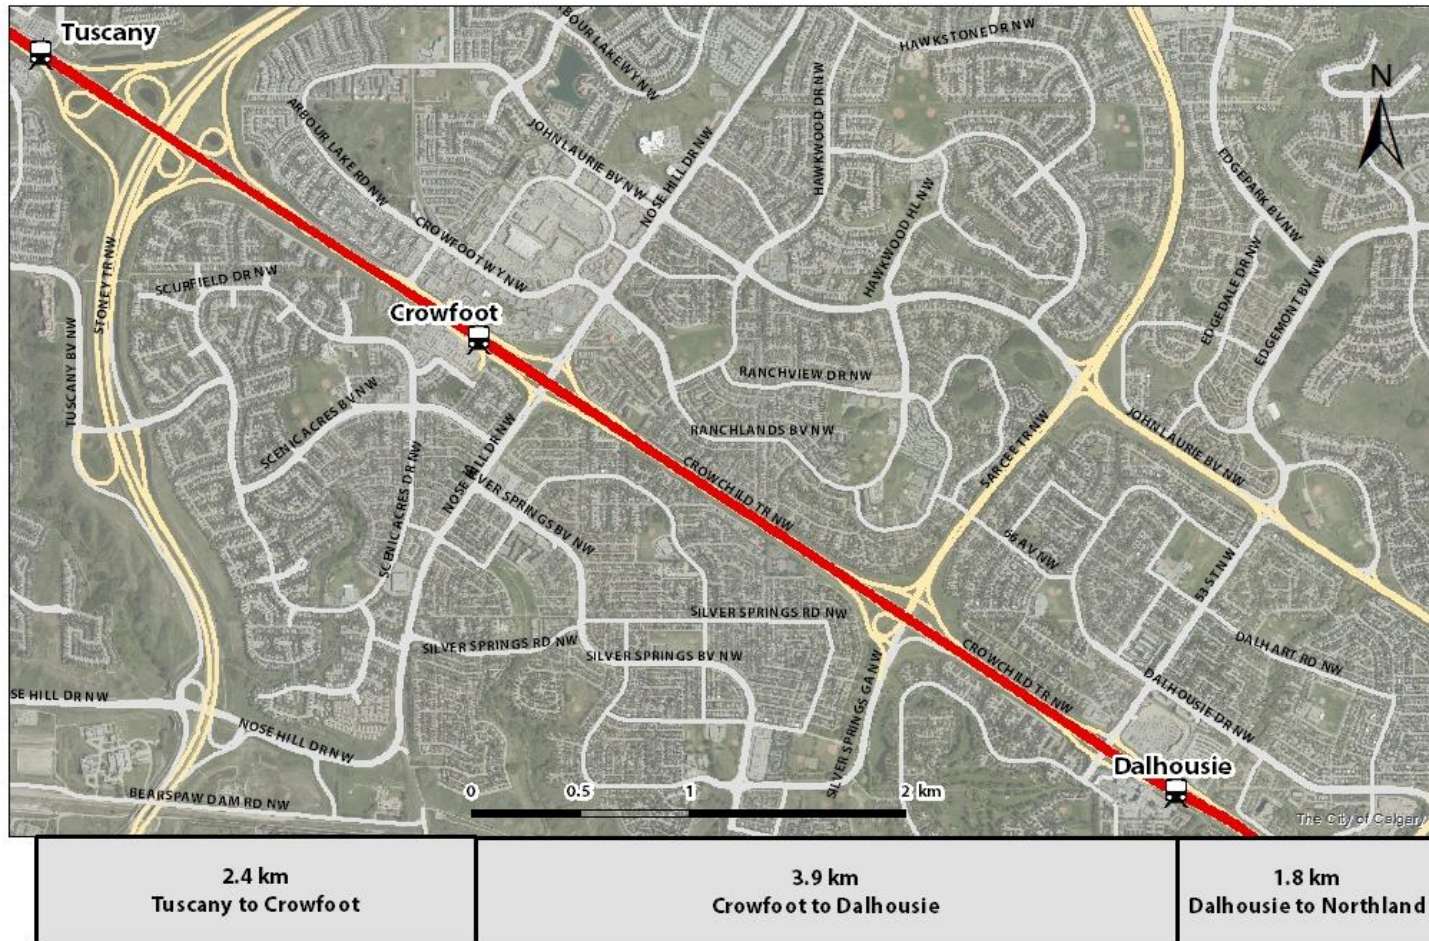 Tuscany
BOUR LAKE WY NW
HAWKSTONE DR NW
N
ARBOUR LAKE RD NW
JOHN LAURIE BV NW
NOSE HILL DR NW
HAWKWOOD DR NW
HAWKWOOD HL NW
EDGEPARK BV NW
EDGEDALE DR NW
EDGEMONT BV NW
STONEY TR NW
TUSCANY BV NW
SCURFIELD DR NW
CROWFOOT WY NW
Crowfoot
RANCHVIEW DR NW
RANCHLANDS BV NW
SCENIC ACRES BV NW
SCENIC ACRES DR NW
NOSE HILL DR NW
SILVER SPRINGS BV NW
CROWCHILD TR NW
SARCEE TR NW
JOHN LAURIE BV NW
66 AV NW
53 ST NW
SILVER SPRINGS RD NW
SILVER SPRINGS RD NW
SILVER SPRINGS BV NW
SILVER SPRINGS GA NW
CROWCHILD TR NW
DALHART RD NW
DALHOUSIE DR NW
SE HILL DR NW
NOSE HILL DR NW
BEARSPAW DAM RD NW
Dalhousie
0 0.5 1 2 km
The City of Calgary
2.4 km
Tuscany to Crowfoot
3.9 km
Crowfoot to Dalhousie
1.8 km
Dalhousie to Northland